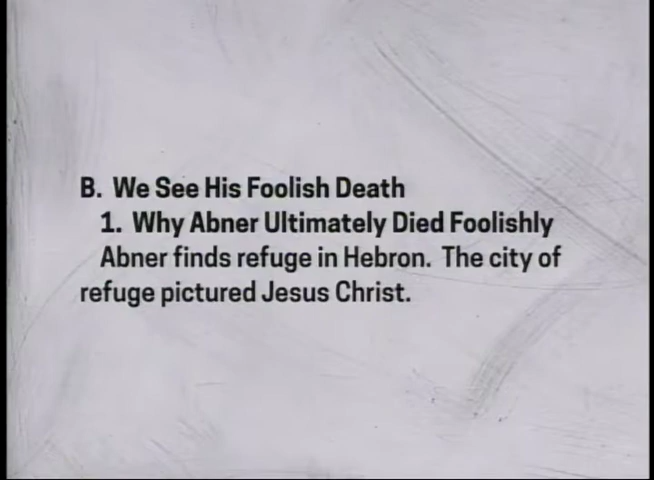 B. We See His Foolish Death
1. Why Abner Ultimately Died Foolishly
Abner finds refuge in Hebron. The city of
refuge pictured Jesus Christ.